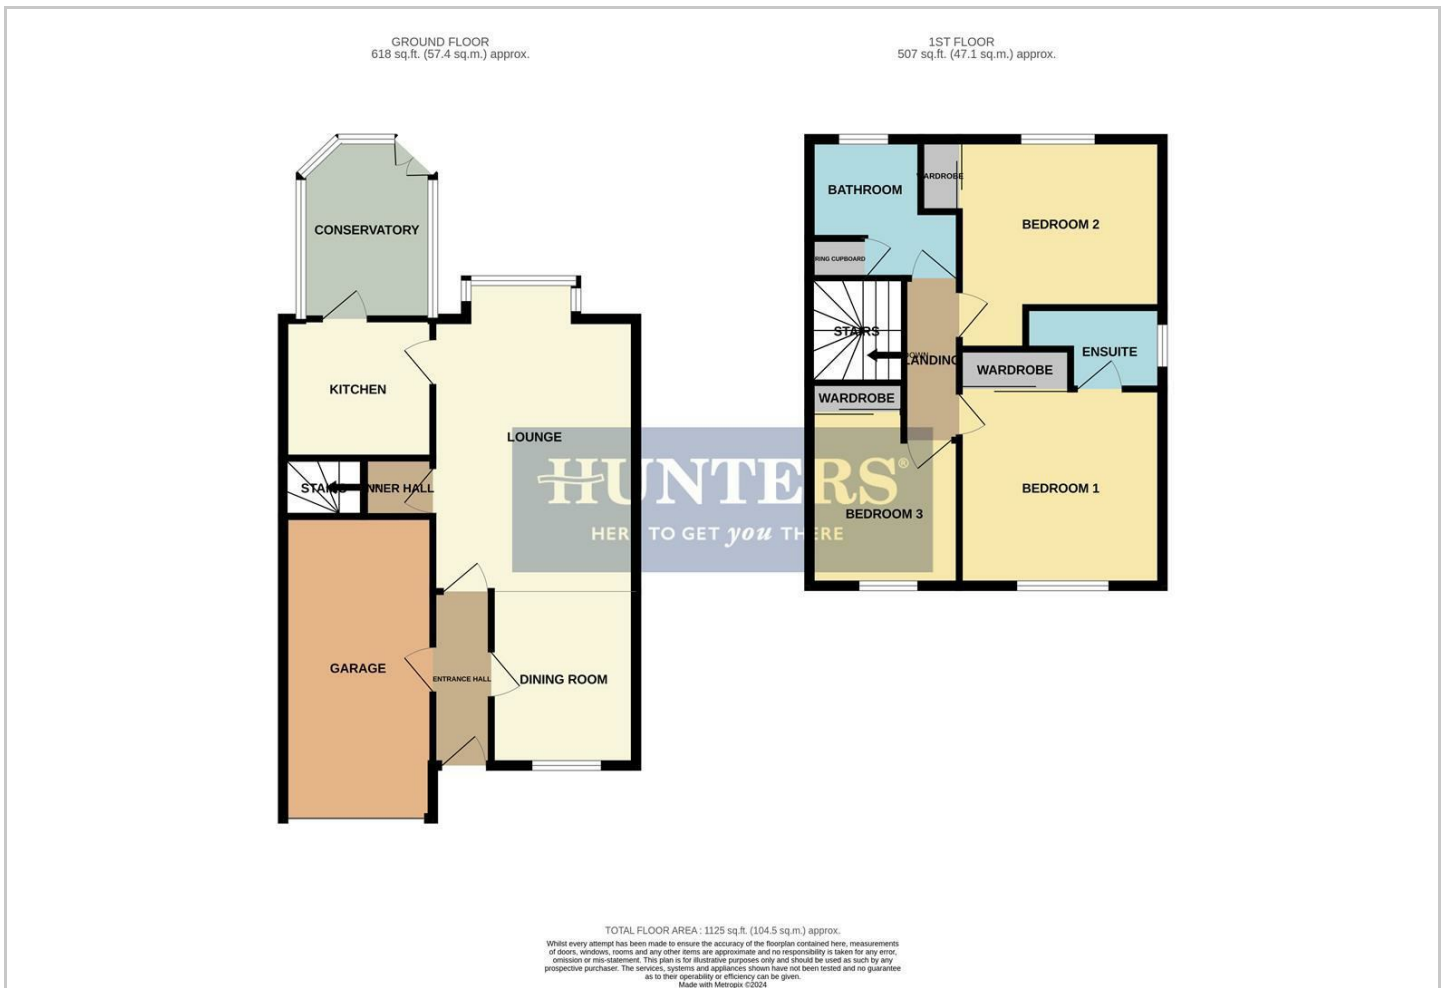 GROUND FLOOR
618 sq.ft. (57.4 sq.m.) approx.
1ST FLOOR
507 sq.ft. (47.1 sq.m.) approx.
CONSERVATORY
KITCHEN
LOUNGE
INNER HALL
GARAGE
ENTRANCE HALL
DINING ROOM
BATHROOM
WARDROBE
BEDROOM 2
RING CUPBOARD
STAIRS
DOWN
LANDING
ENSUITE
WARDROBE
WARDROBE
BEDROOM 1
BEDROOM 3
HUNTERS®
HERE TO GET you THERE
TOTAL FLOOR AREA : 1125 sq.ft. (104.5 sq.m.) approx.
Whilst every attempt has been made to ensure the accuracy of the floorplan contained here, measurements
of doors, windows, rooms and any other items are approximate and no responsibility is taken for any error,
omission or mis-statement. This plan is for illustrative purposes only and should be used as such by any
prospective purchaser. The services, systems and appliances shown have not been tested and no guarantee
as to their operability or efficiency can be given.
Made with Metropix ©2024